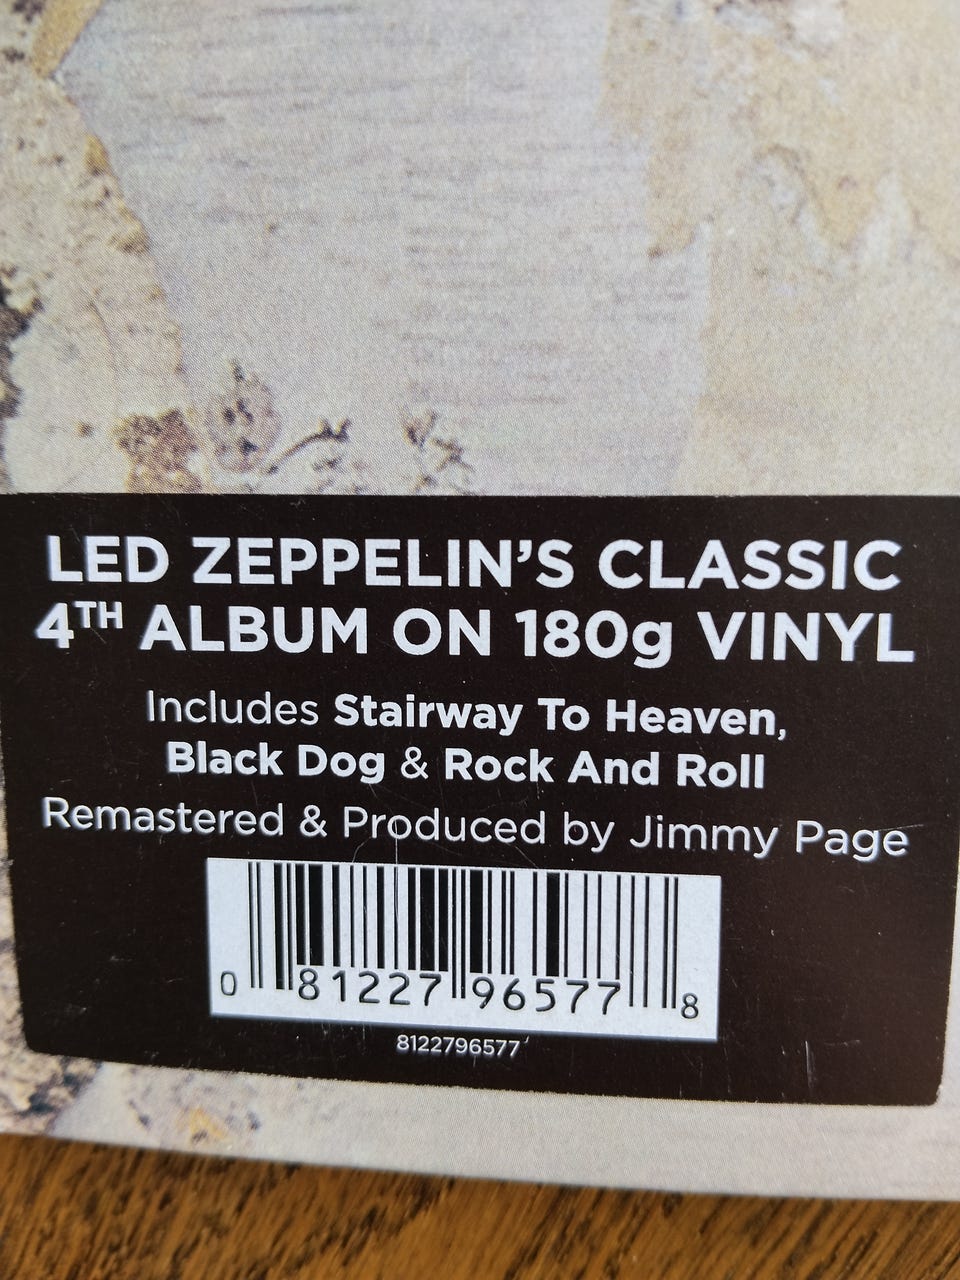 LED ZEPPELIN'S CLASSIC
4TH ALBUM ON 180g VINYL
Includes Stairway To Heaven,
Black Dog & Rock And Roll
Remastered & Produced by Jimmy Page
0 81227 96577 8
8122796577